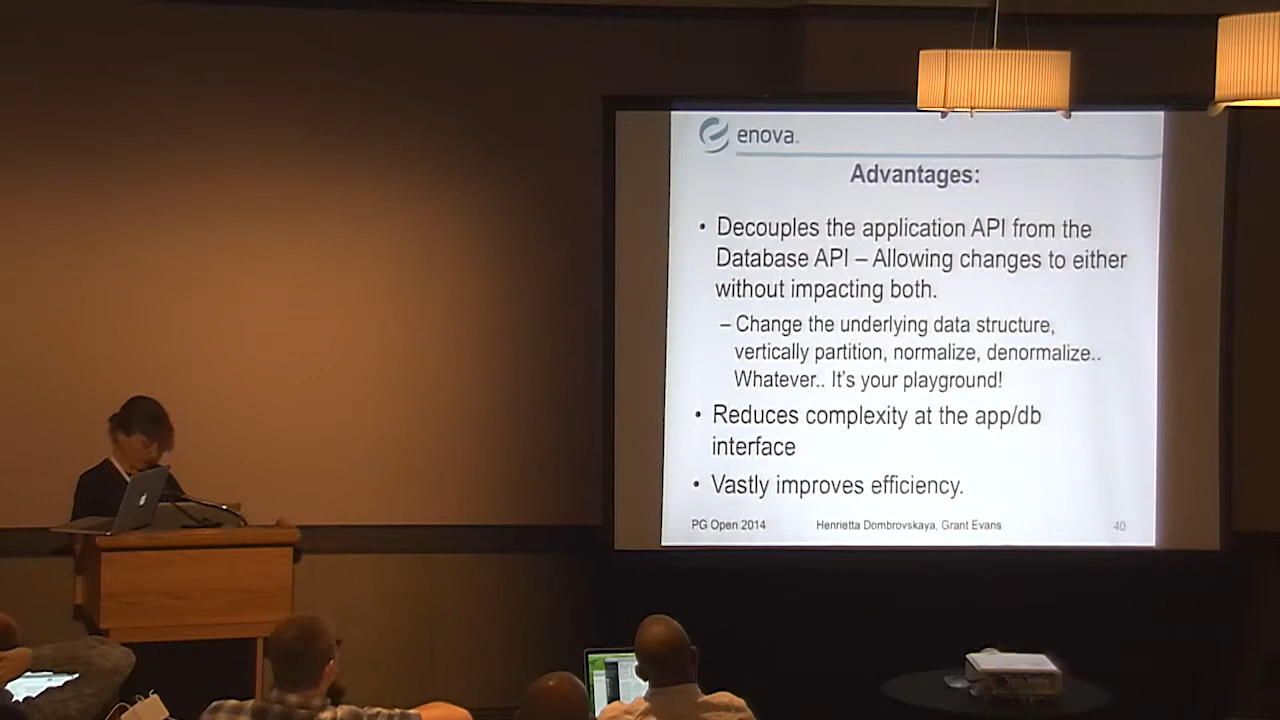 enova
Advantages:
• Decouples the application API from the
Database API – Allowing changes to either
without impacting both.
– Change the underlying data structure,
vertically partition, normalize, denormalize..
Whatever.. It's your playground!
• Reduces complexity at the app/db
interface
• Vastly improves efficiency.
PG Open 2014 Henrietta Dombrovskaya, Grant Evans 40